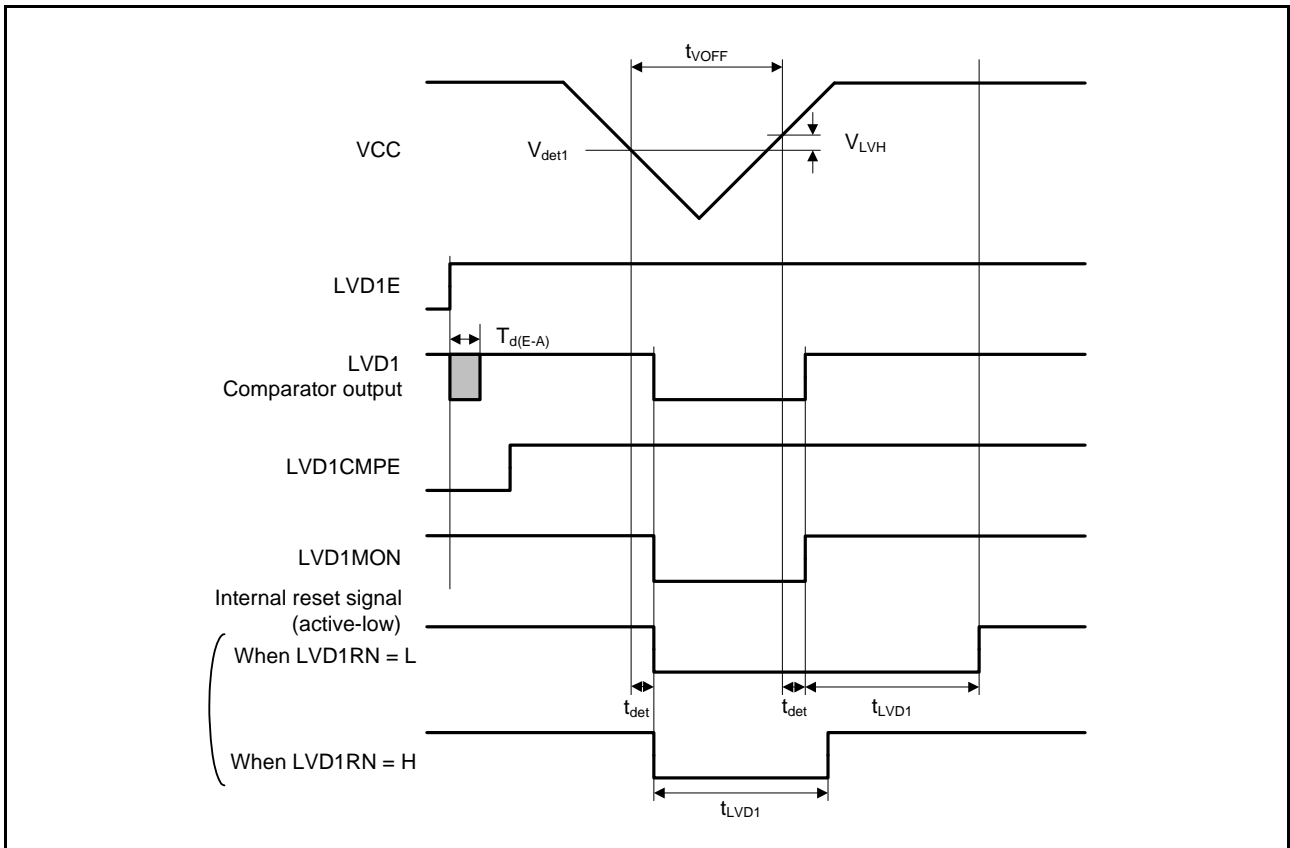 tVOFF
VCC
Vdet1
VLVH
LVD1E
Td(E-A)
LVD1
Comparator output
LVD1CMPE
LVD1MON
Internal reset signal
(active-low)
When LVD1RN = L
tdet
tdet
tLVD1
When LVD1RN = H
tLVD1